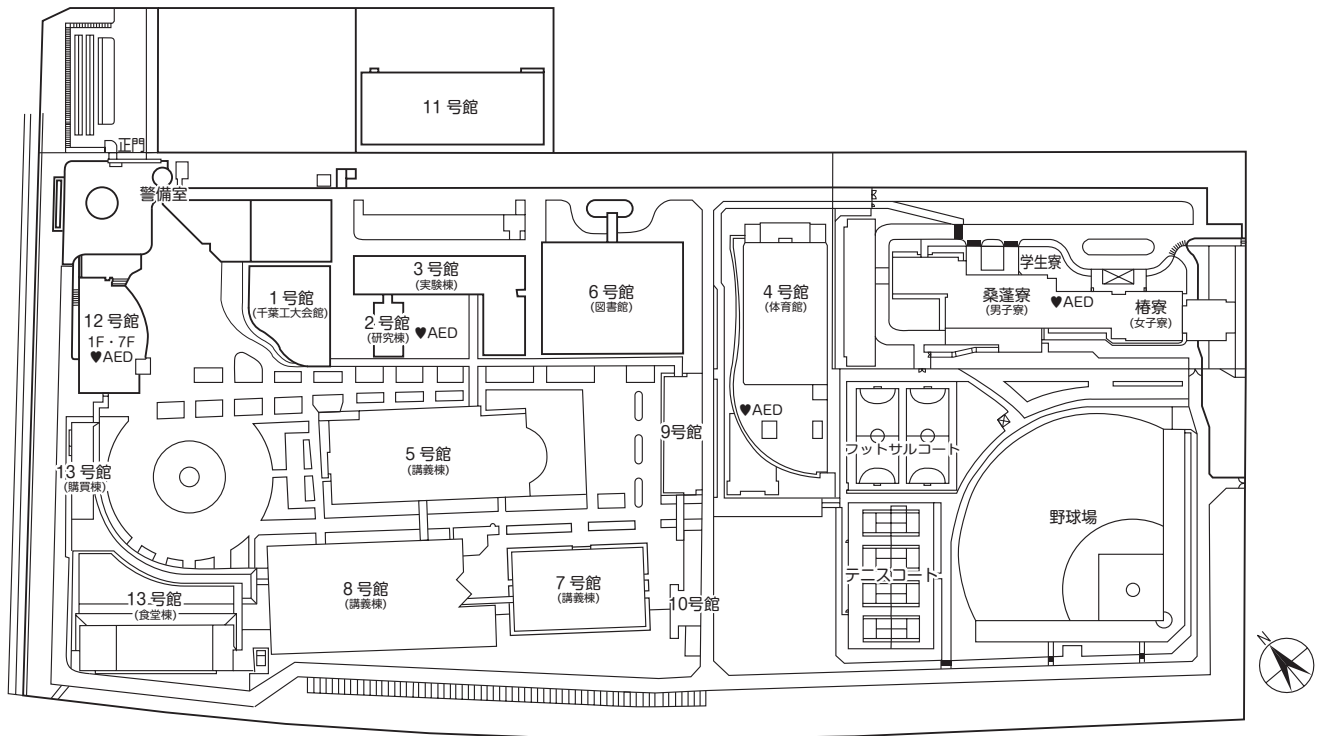 11 号館
正門
警備室
12 号館
1F・7F
♥AED
1 号館
(千葉工大会館)
3 号館
(実験棟)
2 号館
(研究棟)
♥AED
6 号館
(図書館)
4 号館
(体育館)
♥AED
学生寮
桑蓬寮
(男子寮)
♥AED
椿寮
(女子寮)
13 号館
(購買棟)
5 号館
(講義棟)
9号館
フットサルコート
野球場
テニスコート
13 号館
(食堂棟)
8 号館
(講義棟)
7 号館
(講義棟)
10号館
N